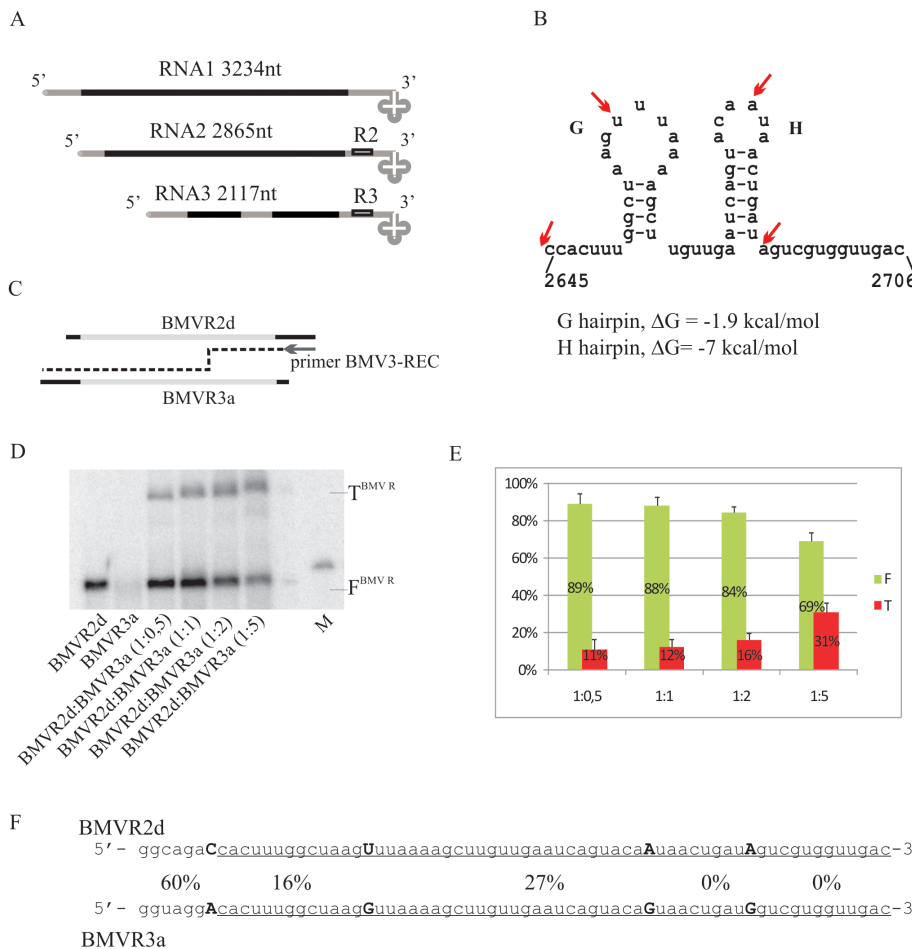 A
5’ RNA1 3234nt 3’
RNA2 2865nt R2 3’
5’
5’ RNA3 2117nt R3 3’
B
u a a
u u c u
G g a a a H
a a u–a
a a g–c
u–a a–u
c–g c–g
g–c u–a
g–u a–u
ccacuuu uguuga agucgugguugac
2645 2706
G hairpin, ΔG = -1.9 kcal/mol
H hairpin, ΔG= -7 kcal/mol
C
BMVR2d
primer BMV3-REC
BMVR3a
D
T BMV R
F BMV R
BMVR2d
BMVR3a
BMVR2d:BMVR3a (1:0,5)
BMVR2d:BMVR3a (1:1)
BMVR2d:BMVR3a (1:2)
BMVR2d:BMVR3a (1:5)
M
E
100%
80%
60%
40%
20%
0%
89% 11%
88% 12%
84% 16%
69% 31%
1:0,5 1:1 1:2 1:5
F
T
F
BMVR2d
5’- ggcagaCcacuuuggcuaagUuuaaaagcuuguugaaucaguacaAuaacugauAgucgugguugac-3
60% 16% 27% 0% 0%
5’- gguaggAcacuuuggcuaagGuuaaaagcuuguugaaucaguacaGuaacugauGgucgugguugac-3
BMVR3a